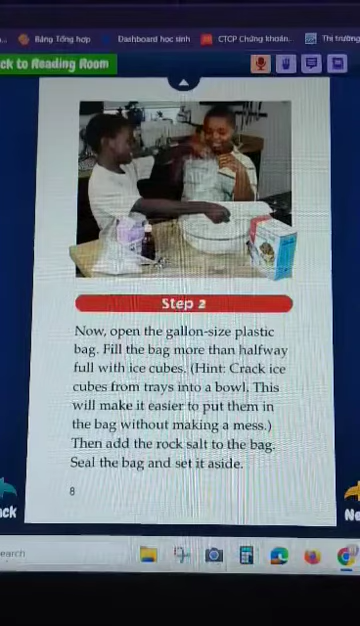 Bảng Tổng hợp
Dashboard học sinh
CTCP Chứng khoán...
Thị trường
ck to Reading Room
Step 2
Now, open the gallon-size plastic
bag. Fill the bag more than halfway
full with ice cubes. (Hint: Crack ice
cubes from trays into a bowl. This
will make it easier to put them in
the bag without making a mess.)
Then add the rock salt to the bag.
Seal the bag and set it aside.
8
ack
Ne
earch